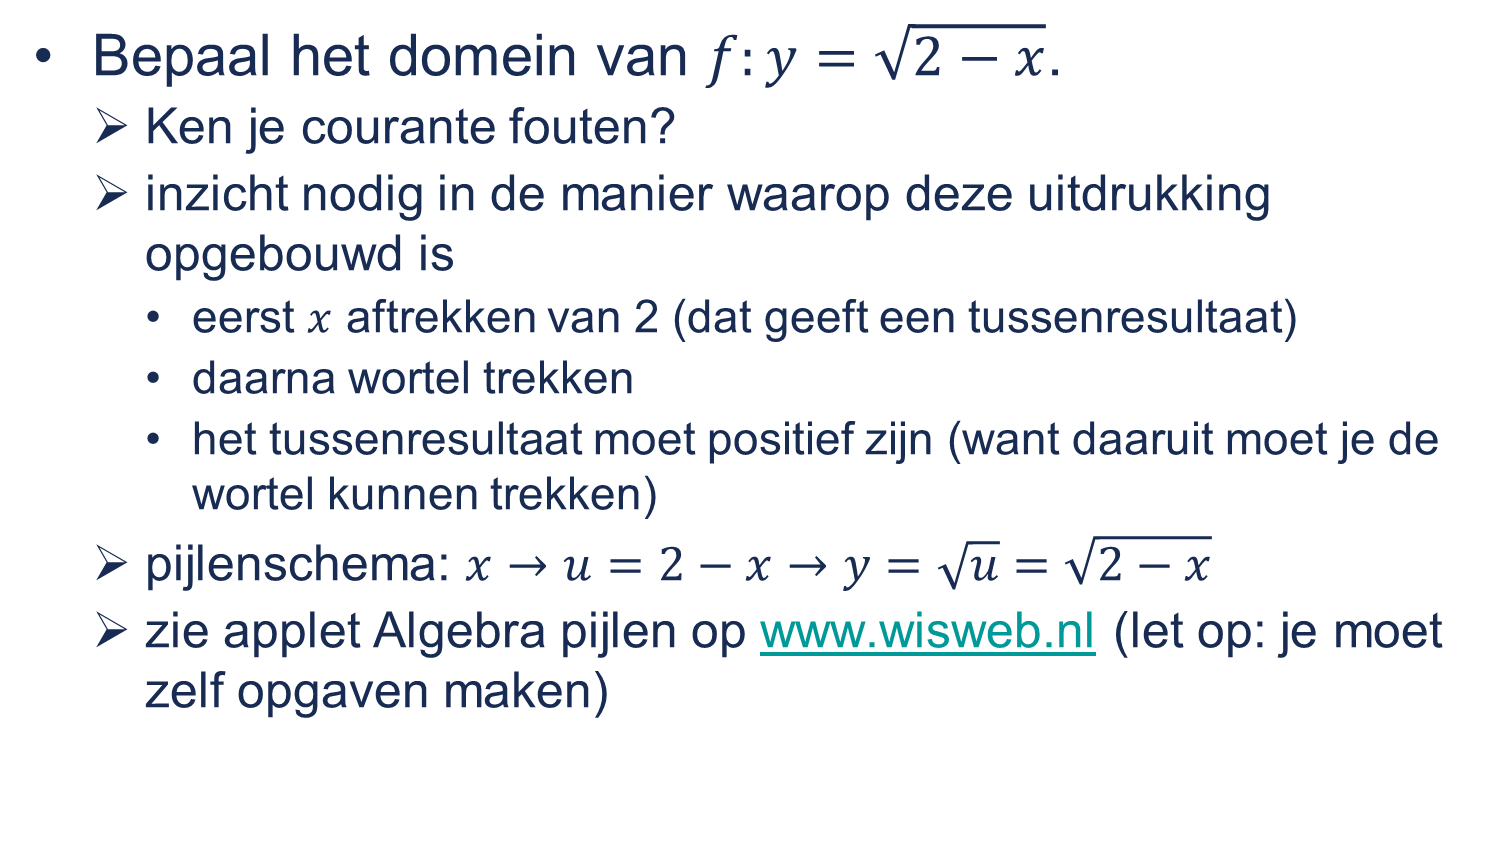 • Bepaal het domein van 𝑓: 𝑦 = √(2 − 𝑥).
➢ Ken je courante fouten?
➢ inzicht nodig in de manier waarop deze uitdrukking
opgebouwd is
• eerst 𝑥 aftrekken van 2 (dat geeft een tussenresultaat)
• daarna wortel trekken
• het tussenresultaat moet positief zijn (want daaruit moet je de
wortel kunnen trekken)
➢ pijlenschema: 𝑥 → 𝑢 = 2 − 𝑥 → 𝑦 = √𝑢 = √(2 − 𝑥)
➢ zie applet Algebra pijlen op www.wisweb.nl (let op: je moet
zelf opgaven maken)